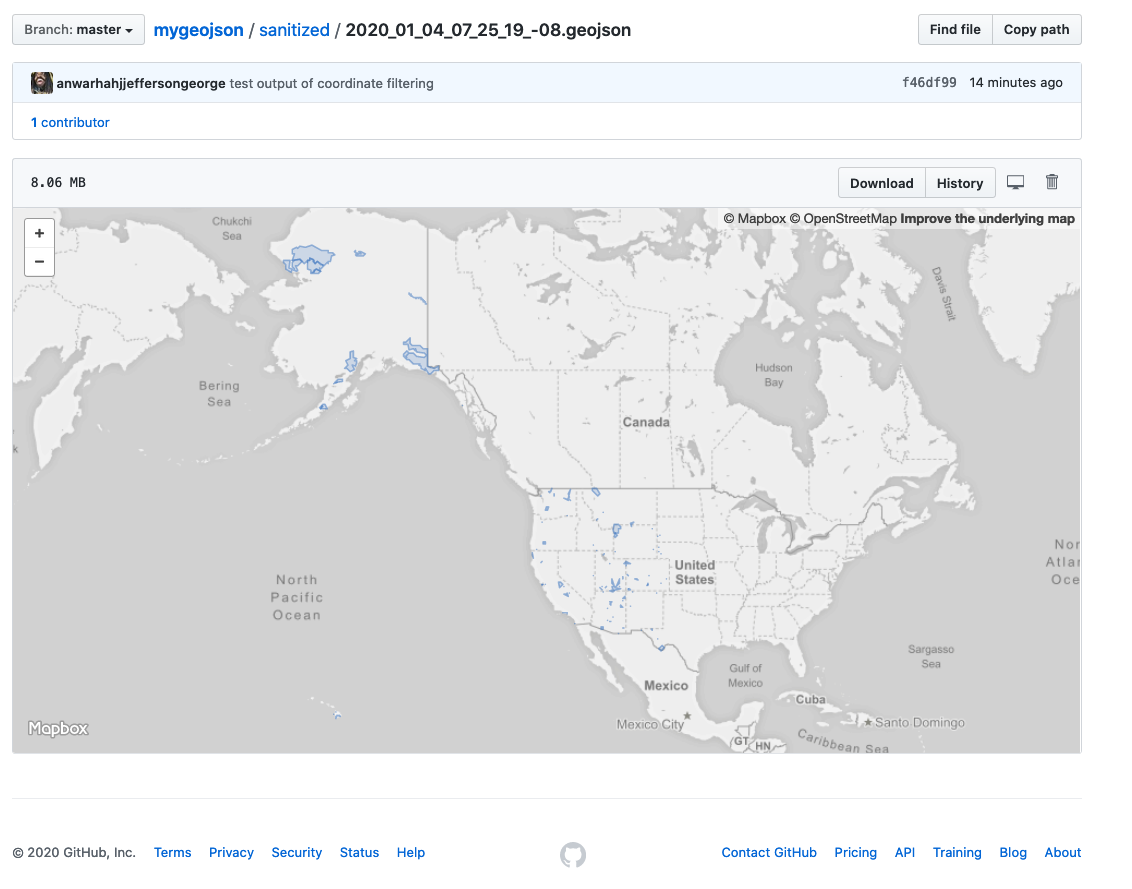 Branch: master mygeojson / sanitized / 2020_01_04_07_25_19_-08.geojson Find file Copy path
anwarhahjjeffersongeorge test output of coordinate filtering f46df99 14 minutes ago
1 contributor
8.06 MB Download History
© Mapbox © OpenStreetMap Improve the underlying map
+
−
Chukchi
Sea
Davis Strait
Bering
Sea
Hudson
Bay
Canada
k
North
Pacific
Ocean
United
States
Nor
Atlan
Oce
Sargasso
Sea
Gulf of
Mexico
Mexico
Cuba
Mexico City
Santo Domingo
GT HN
Caribbean Sea
Mapbox
© 2020 GitHub, Inc. Terms Privacy Security Status Help Contact GitHub Pricing API Training Blog About